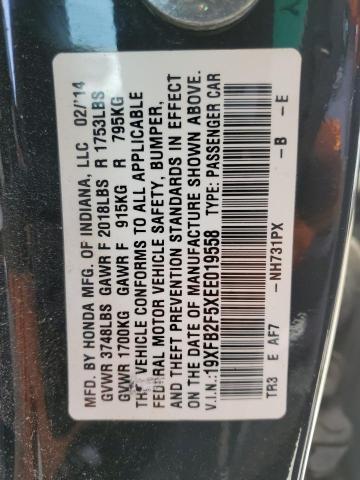 MFD. BY HONDA MFG. OF INDIANA, LLC 02/'14
GVWR 3748LBS GAWR F 2018LBS R 1753LBS
GVWR 1700KG GAWR F 915KG R 795KG
THIS VEHICLE CONFORMS TO ALL APPLICABLE
FEDERAL MOTOR VEHICLE SAFETY, BUMPER,
AND THEFT PREVENTION STANDARDS IN EFFECT
ON THE DATE OF MANUFACTURE SHOWN ABOVE.
V.I.N.:19XFB2F5XEE019558 TYPE: PASSENGER CAR
TR3 E AF7 -NH731PX -B -E